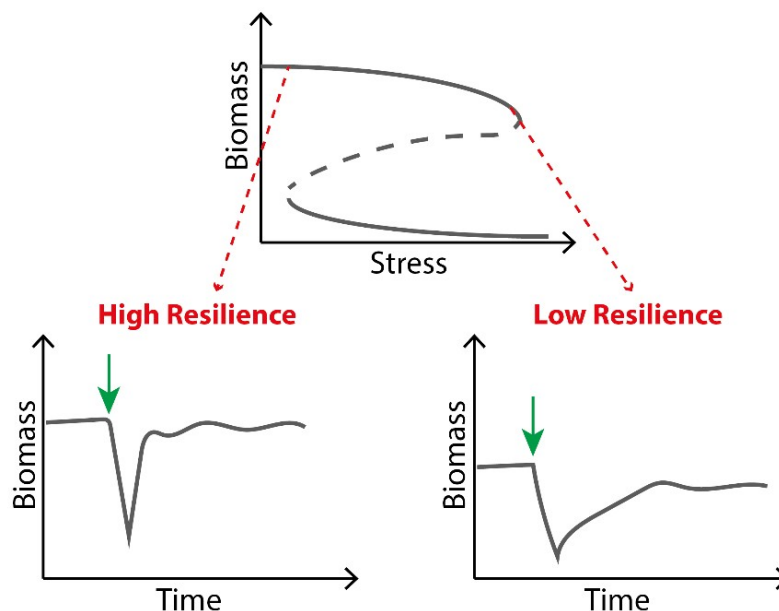 Biomass
Stress
High Resilience
Low Resilience
Biomass
Time
Biomass
Time